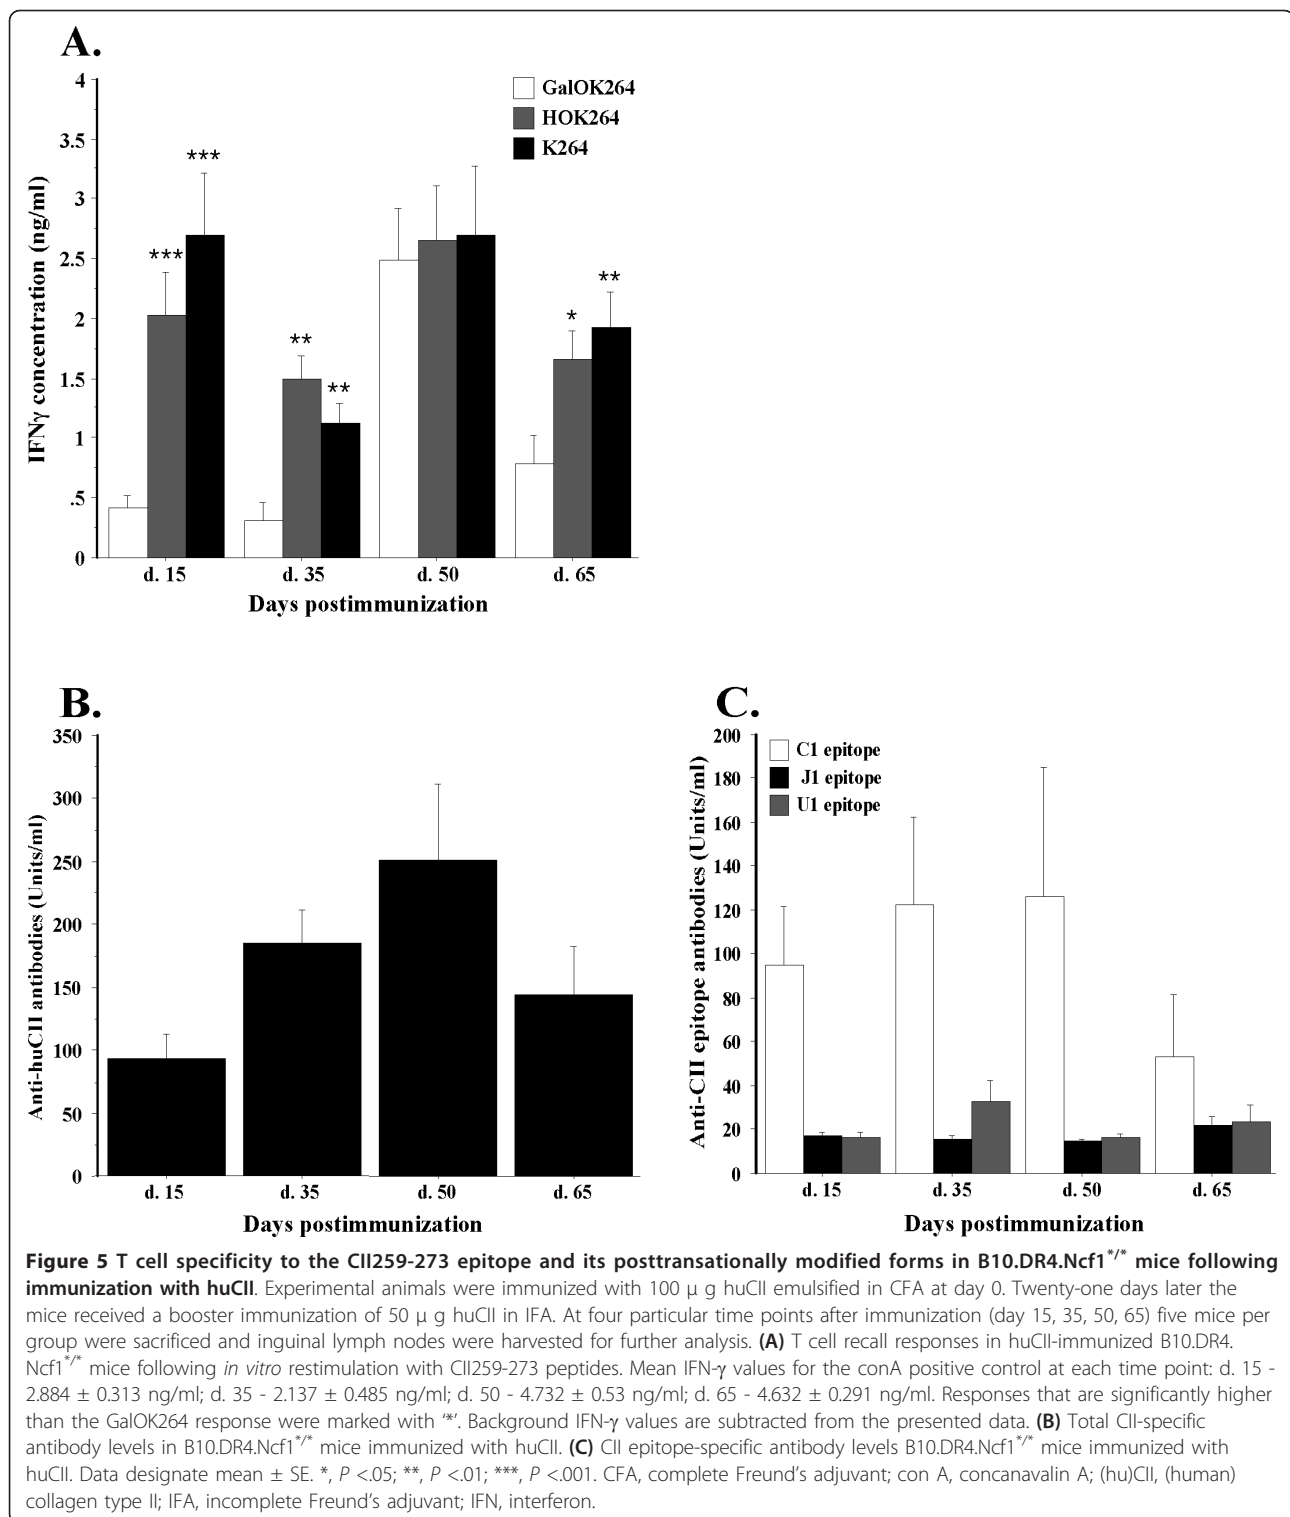 A.
GalOK264
HOK264
K264
IFNγ concentration (ng/ml)
4
3.5
3
2.5
2
1.5
1
.5
0
***
***
**
**
*
**
d. 15 d. 35 d. 50 d. 65
Days postimmunization
B.
Anti-huCII antibodies (Units/ml)
350
300
250
200
150
100
50
0
d. 15 d. 35 d. 50 d. 65
Days postimmunization
C.
C1 epitope
J1 epitope
U1 epitope
Anti-CII epitope antibodies (Units/ml)
200
180
160
140
120
100
80
60
40
20
0
d. 15 d. 35 d. 50 d. 65
Days postimmunization
Figure 5 T cell specificity to the CII259-273 epitope and its posttransationally modified forms in B10.DR4.Ncf1*/* mice following
immunization with huCII. Experimental animals were immunized with 100 μ g huCII emulsified in CFA at day 0. Twenty-one days later the
mice received a booster immunization of 50 μ g huCII in IFA. At four particular time points after immunization (day 15, 35, 50, 65) five mice per
group were sacrificed and inguinal lymph nodes were harvested for further analysis. (A) T cell recall responses in huCII-immunized B10.DR4.
Ncf1*/* mice following in vitro restimulation with CII259-273 peptides. Mean IFN-γ values for the conA positive control at each time point: d. 15 -
2.884 ± 0.313 ng/ml; d. 35 - 2.137 ± 0.485 ng/ml; d. 50 - 4.732 ± 0.53 ng/ml; d. 65 - 4.632 ± 0.291 ng/ml. Responses that are significantly higher
than the GalOK264 response were marked with '*'. Background IFN-γ values are subtracted from the presented data. (B) Total CII-specific
antibody levels in B10.DR4.Ncf1*/* mice immunized with huCII. (C) CII epitope-specific antibody levels B10.DR4.Ncf1*/* mice immunized with
huCII. Data designate mean ± SE. *, P <.05; **, P <.01; ***, P <.001. CFA, complete Freund's adjuvant; con A, concanavalin A; (hu)CII, (human)
collagen type II; IFA, incomplete Freund's adjuvant; IFN, interferon.